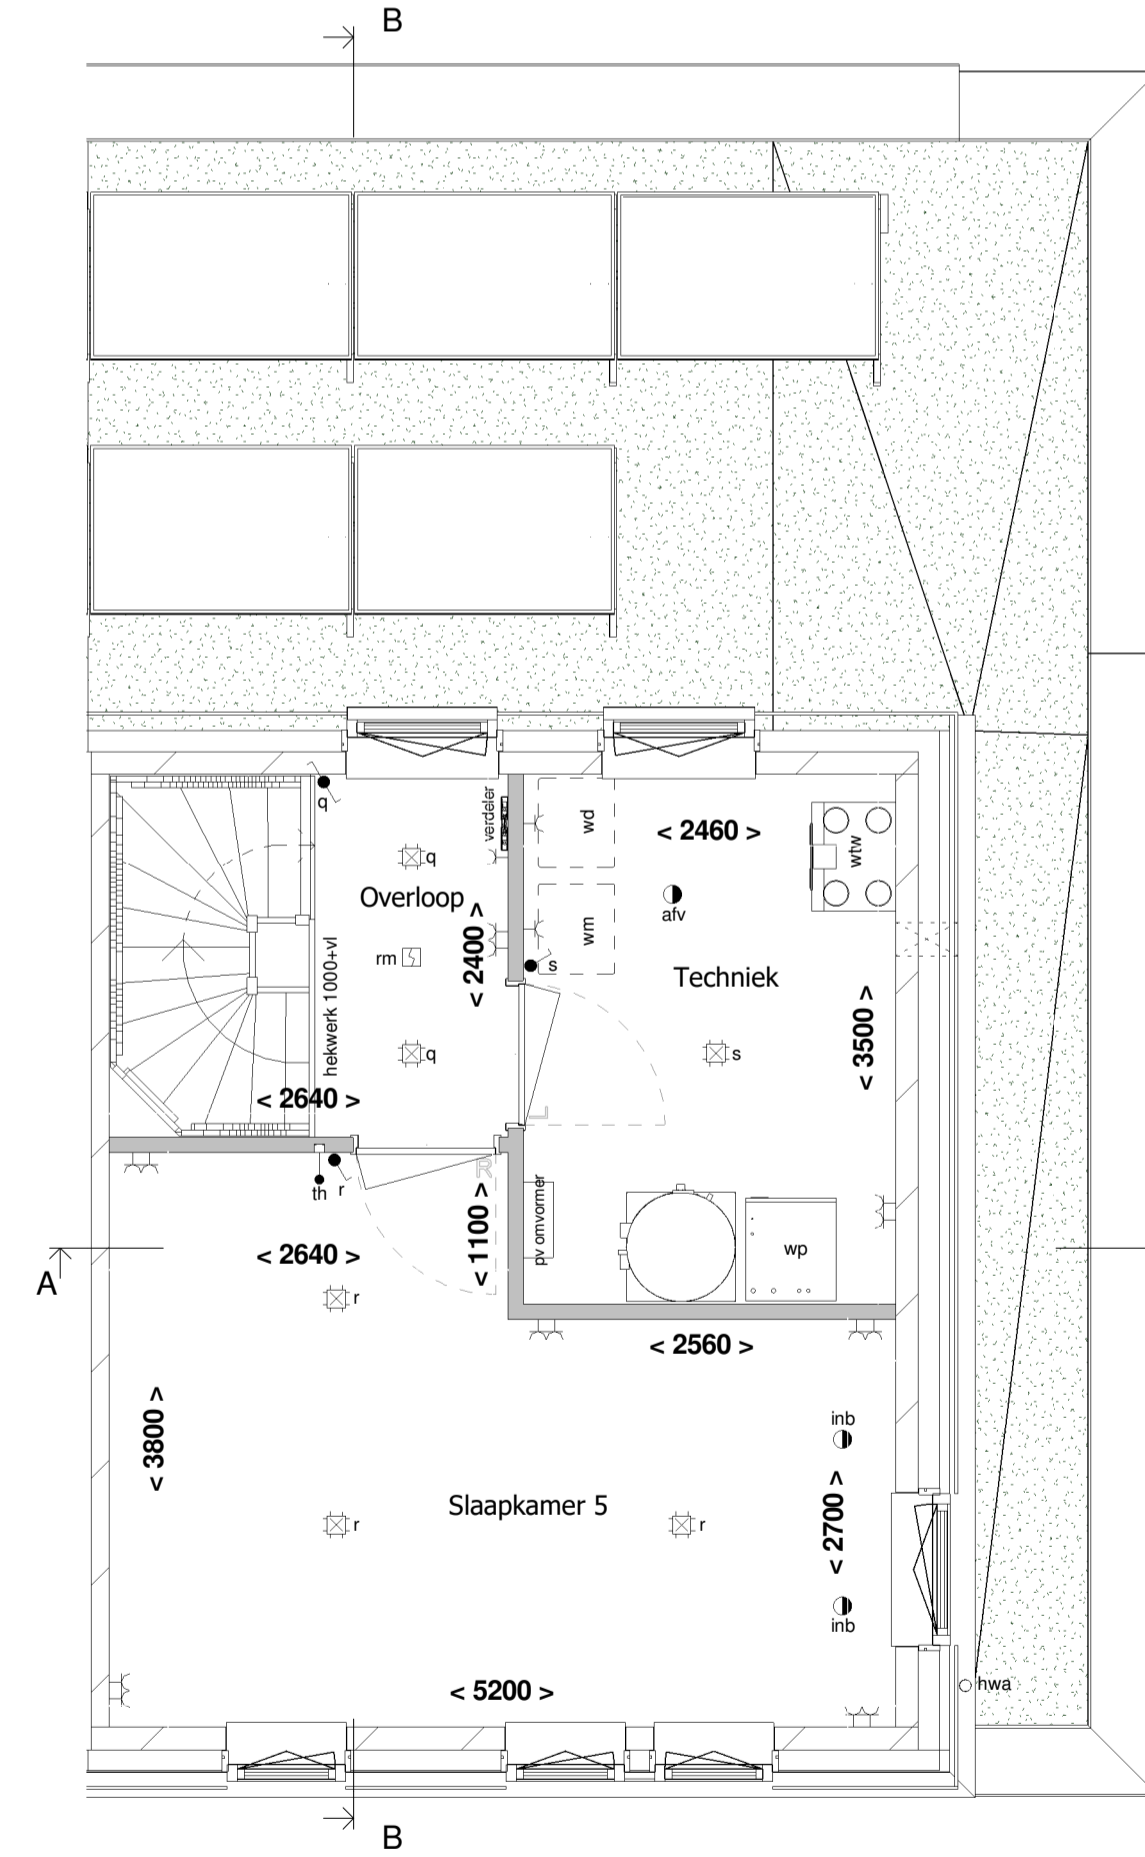 B
q
verdeler
wd
< 2460 >
wtw
q
Overloop
afv
< 2400 >
wm
rm
s
Techniek
hekwerk 1000+vl
< 3500 >
q
s
< 2640 >
L
R
th
r
< 1100 >
pv omvormer
wp
< 2640 >
A
r
< 2560 >
< 3800 >
inb
Slaapkamer 5
< 2700 >
r
r
inb
hwa
< 5200 >
B